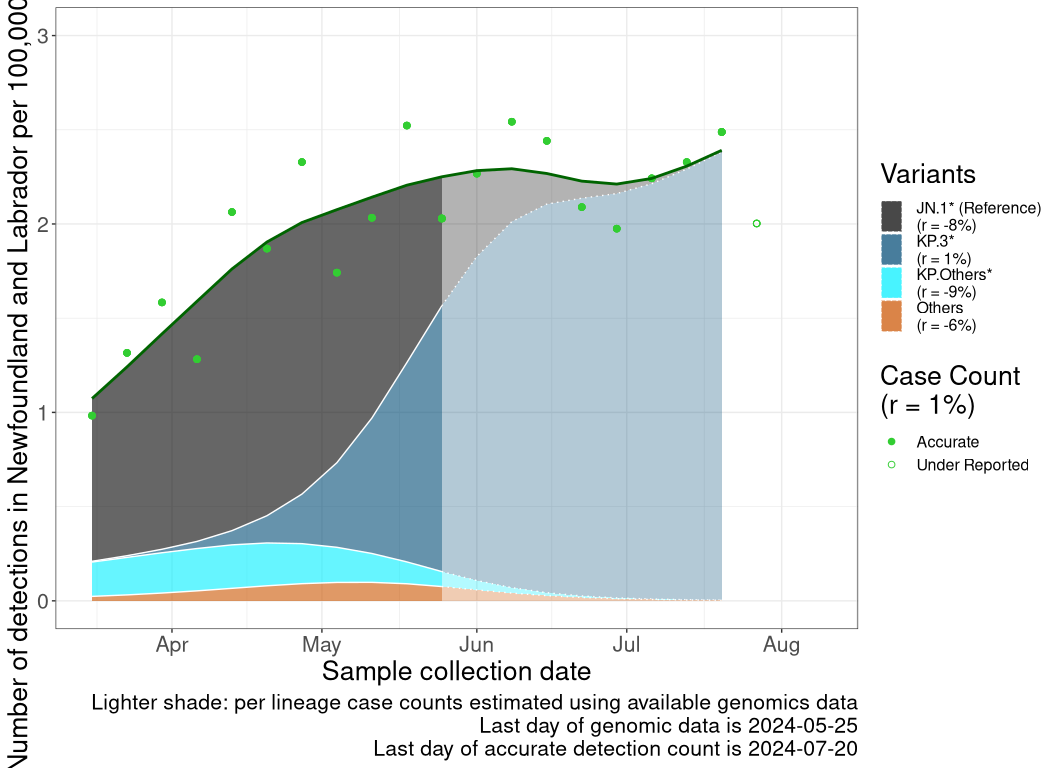 Number of detections in Newfoundland and Labrador per 100,000
3
2
1
0
Apr
May
Jun
Jul
Aug
Sample collection date
Lighter shade: per lineage case counts estimated using available genomics data
Last day of genomic data is 2024-05-25
Last day of accurate detection count is 2024-07-20
Variants
JN.1* (Reference)
(r = -8%)
KP.3*
(r = 1%)
KP.Others*
(r = -9%)
Others
(r = -6%)
Case Count
(r = 1%)
Accurate
Under Reported